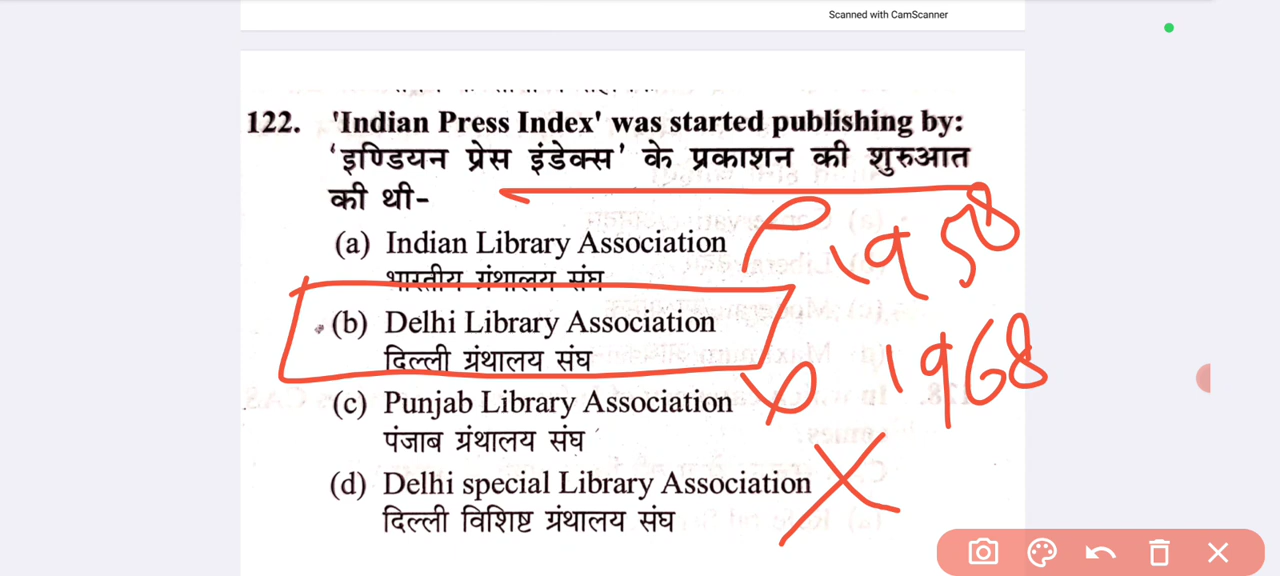 Scanned with CamScanner
122. 'Indian Press Index' was started publishing by:
'इण्डियन प्रेस इंडेक्स' के प्रकाशन की शुरुआत
की थी-
(a) Indian Library Association
भारतीय ग्रंथालय संघ
1958
(b) Delhi Library Association
दिल्ली ग्रंथालय संघ
1968
(c) Punjab Library Association
पंजाब ग्रंथालय संघ
(d) Delhi special Library Association
दिल्ली विशिष्ट ग्रंथालय संघ